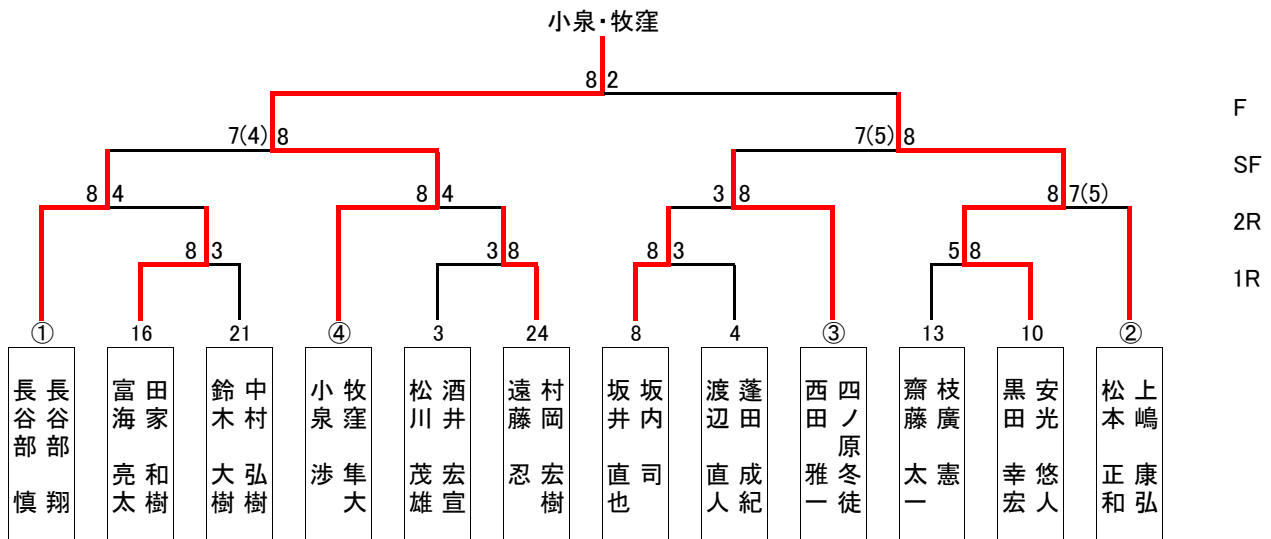 小泉・牧窪
8 2
F
7(4) 8 7(5) 8
SF
8 4 8 4 3 8 8 7(5)
2R
8 3 3 8 8 3 5 8
1R
① 16 21 ④ 3 24 8 4 ③ 13 10 ②
長谷部 慎
長谷部 翔
富海 亮太
田家 和樹
鈴木 大樹
中村 弘樹
小泉 渉
牧窪 隼大
松川 茂雄
酒井 宏宣
遠藤 忍
村岡 宏樹
坂井 直也
坂内 司
渡辺 直人
蓬田 成紀
西田 雅一
四ノ原冬徒
齋藤 太一
枝廣 憲
黒田 幸宏
安光 悠人
松本 正和
上嶋 康弘